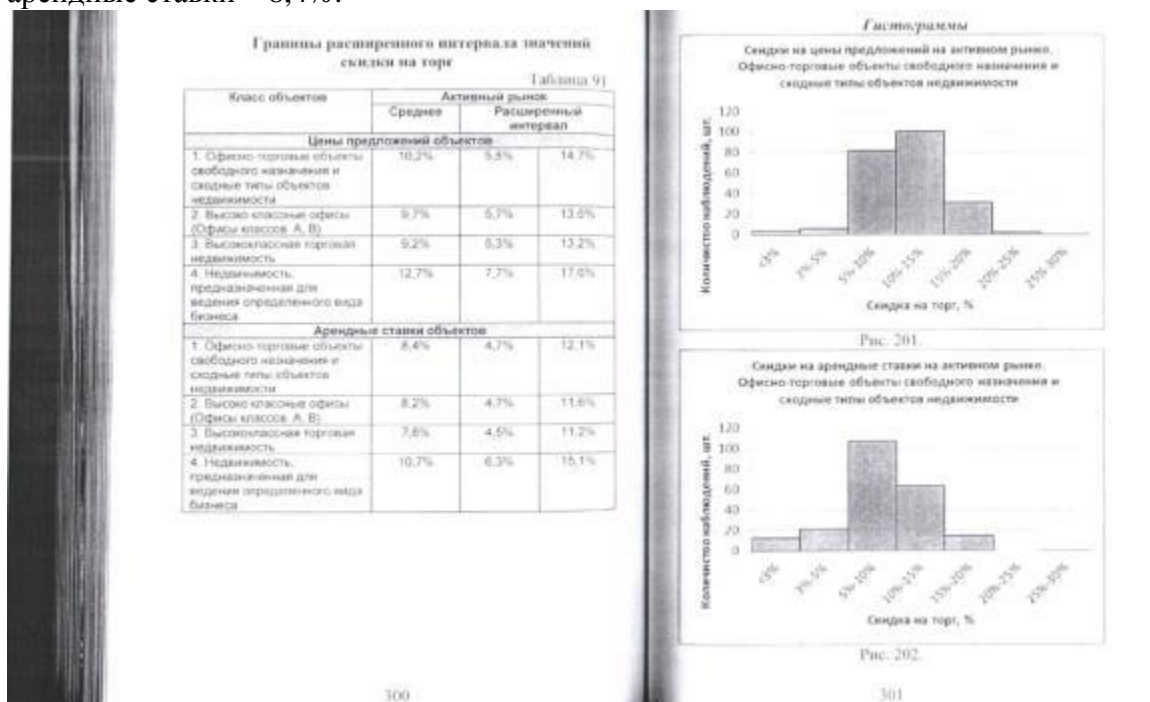 арендные ставки – 8,4%.
Границы расширенного интервала значений
скидки на торг
Таблица 91
Класс объектов Активный рынок
Среднее Расширенный
интервал
Цены предложений объектов
1. Офисно-торговые объекты 10,2% 5,8% 14,7%
свободного назначения и
сходные типы объектов
недвижимости
2. Высоко классные офисы 9,7% 5,7% 13,6%
(Офисы классов А, В)
3. Высококлассная торговая 9,2% 5,3% 13,2%
недвижимость
4. Недвижимость, 12,7% 7,7% 17,6%
предназначенная для
ведения определенного вида
бизнеса
Арендные ставки объектов
1. Офисно-торговые объекты 8,4% 4,7% 12,1%
свободного назначения и
сходные типы объектов
недвижимости
2. Высоко классные офисы 8,2% 4,7% 11,6%
(Офисы классов А, В)
3. Высококлассная торговая 7,8% 4,5% 11,2%
недвижимость
4. Недвижимость, 10,7% 6,3% 15,1%
предназначенная для
ведения определенного вида
бизнеса
300
Гистограммы
Скидки на цены предложений на активном рынке.
Офисно-торговые объекты свободного назначения и
сходные типы объектов недвижимости
Количество наблюдений, шт.
120
100
80
60
40
20
0
<3% 3%-5% 5%-10% 10%-15% 15%-20% 20%-25% 25%-30%
Скидка на торг, %
Рис. 201.
Скидки на арендные ставки на активном рынке.
Офисно-торговые объекты свободного назначения и
сходные типы объектов недвижимости
Количество наблюдений, шт.
120
100
80
60
40
20
0
<3% 3%-5% 5%-10% 10%-15% 15%-20% 20%-25% 25%-30%
Скидка на торг, %
Рис. 202.
301